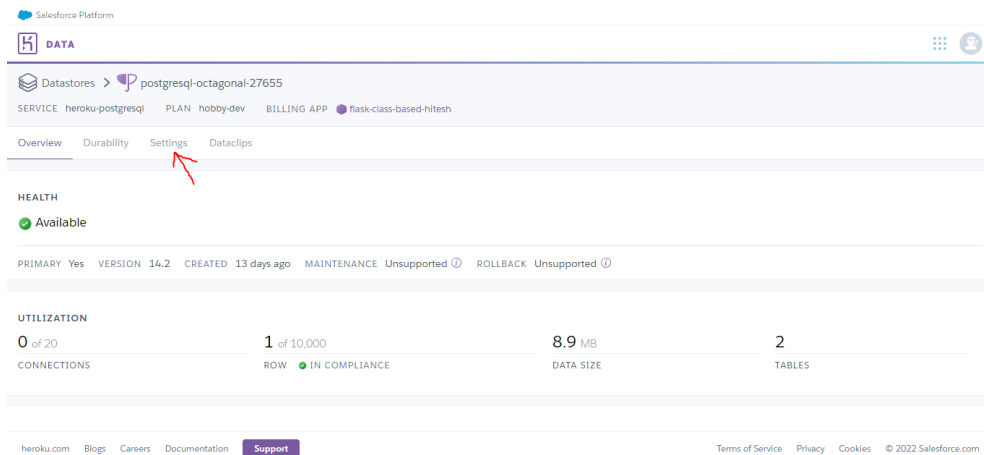 Salesforce Platform
DATA
Datastores > postgresql-octagonal-27655
SERVICE heroku-postgresql PLAN hobby-dev BILLING APP flask-class-based-hitesh
Overview Durability Settings Dataclips
HEALTH
Available
PRIMARY Yes VERSION 14.2 CREATED 13 days ago MAINTENANCE Unsupported ROLLBACK Unsupported
UTILIZATION
0 of 20 1 of 10,000 8.9 MB 2
CONNECTIONS ROW IN COMPLIANCE DATA SIZE TABLES
heroku.com Blogs Careers Documentation Support Terms of Service Privacy Cookies © 2022 Salesforce.com